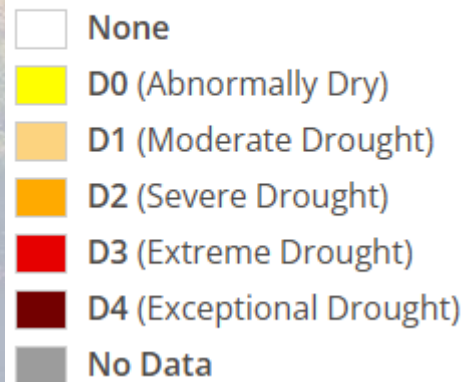 None
D0 (Abnormally Dry)
D1 (Moderate Drought)
D2 (Severe Drought)
D3 (Extreme Drought)
D4 (Exceptional Drought)
No Data